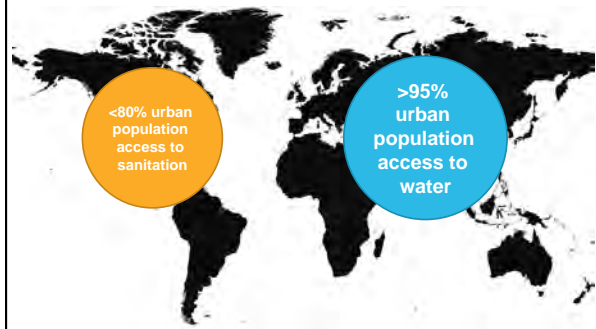 <80% urban
population
access to
sanitation
>95%
urban
population
access to
water